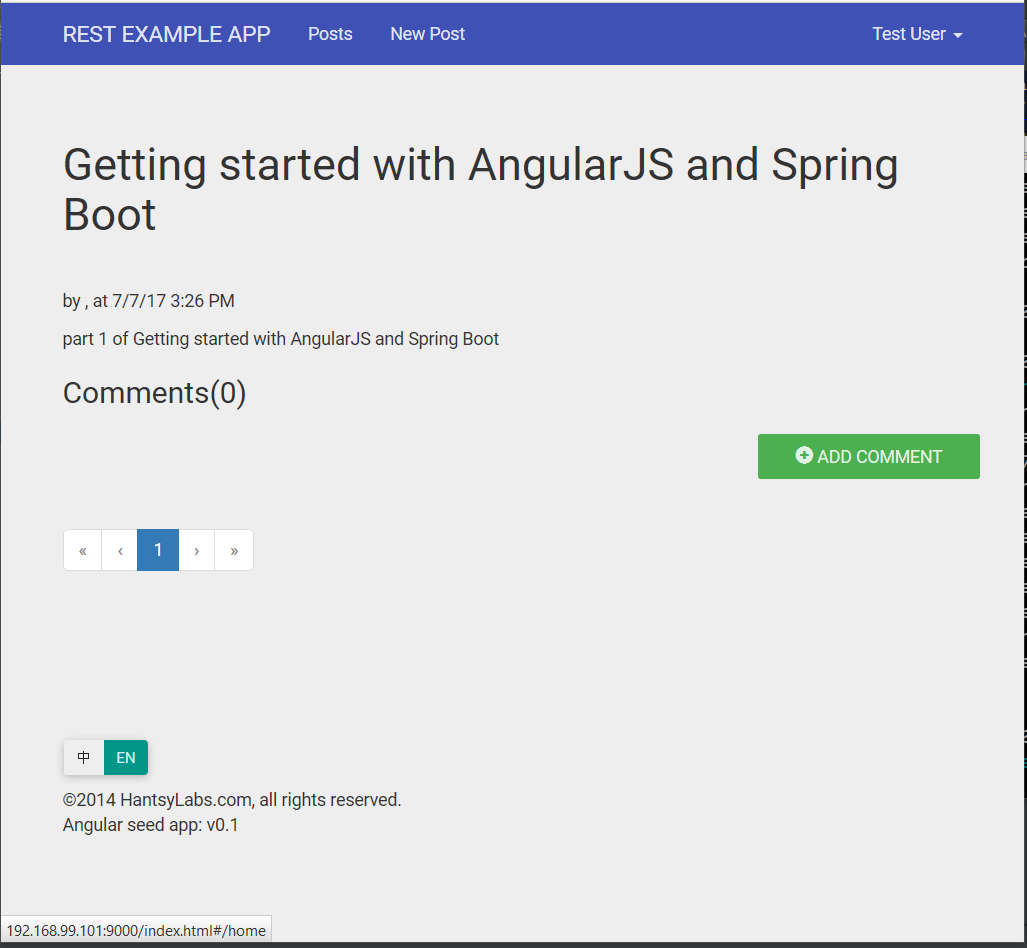 REST EXAMPLE APP Posts New Post Test User
Getting started with AngularJS and Spring
Boot
by , at 7/7/17 3:26 PM
part 1 of Getting started with AngularJS and Spring Boot
Comments(0)
ADD COMMENT
« ‹ 1 › »
中 EN
©2014 HantsyLabs.com, all rights reserved.
Angular seed app: v0.1
192.168.99.101:9000/index.html#/home